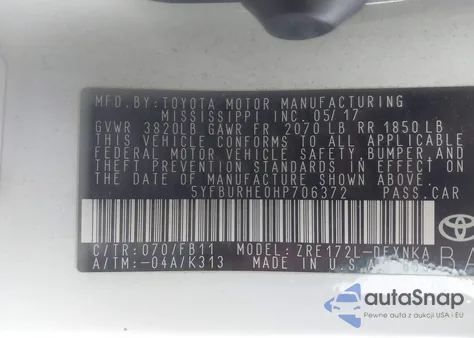 MFD.BY: TOYOTA MOTOR MANUFACTURING
MISSISSIPPI INC. 05/17
GVWR 3820LB GAWR FR 2070 LB RR 1850 LB
THIS VEHICLE CONFORMS TO ALL APPLICABLE
FEDERAL MOTOR VEHICLE SAFETY, BUMPER AND
THEFT PREVENTION STANDARDS IN EFFECT ON
THE DATE OF MANUFACTURE SHOWN ABOVE.
5YFBURHE0HP706372 PASS.CAR
C/TR: 070/FB11 MODEL: ZRE172L-DEXNKA
A/TM: -04A/K313 MADE IN U.S.A.
autoSnap
Pewne auta z aukcji USA i EU